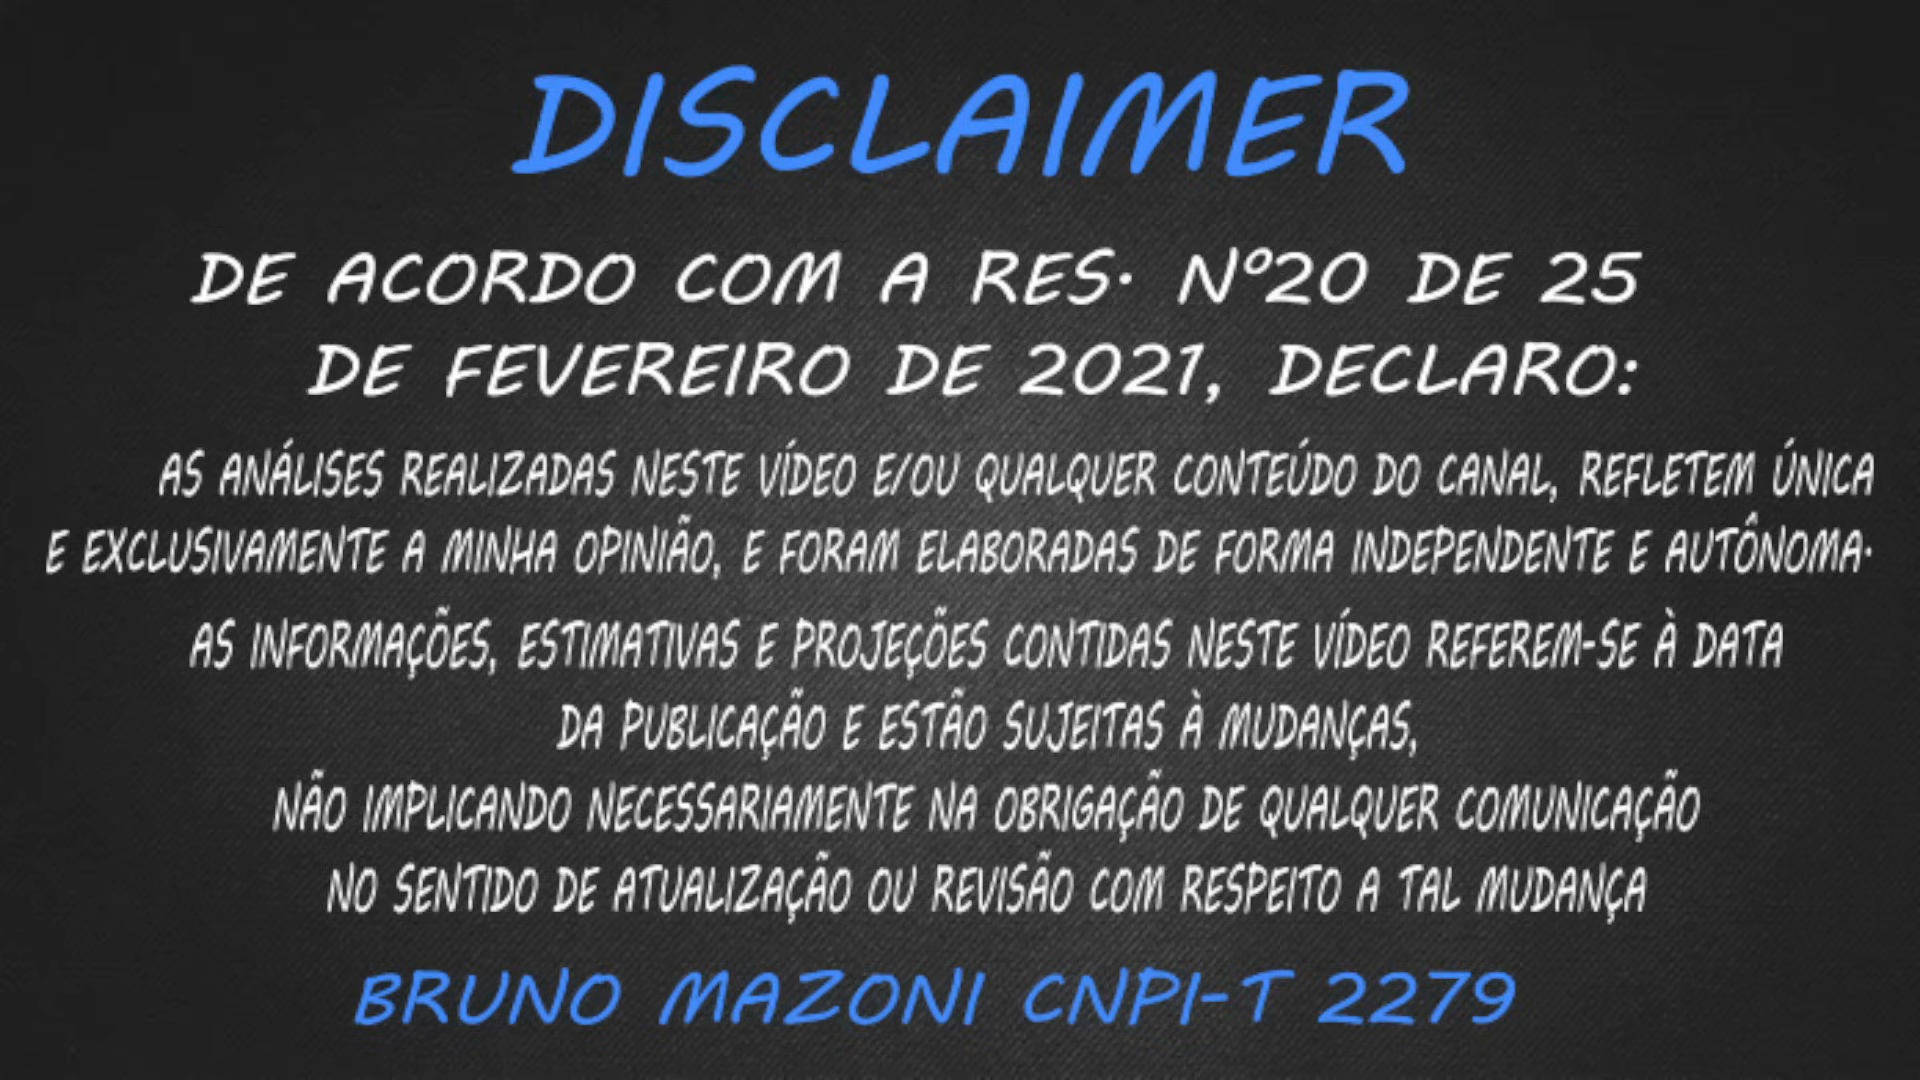 DISCLAIMER
DE ACORDO COM A RES. Nº20 DE 25
DE FEVEREIRO DE 2021, DECLARO:
AS ANÁLISES REALIZADAS NESTE VÍDEO E/OU QUALQUER CONTEÚDO DO CANAL, REFLETEM ÚNICA
E EXCLUSIVAMENTE A MINHA OPINIÃO, E FORAM ELABORADAS DE FORMA INDEPENDENTE E AUTÔNOMA.
AS INFORMAÇÕES, ESTIMATIVAS E PROJEÇÕES CONTIDAS NESTE VÍDEO REFEREM-SE À DATA
DA PUBLICAÇÃO E ESTÃO SUJEITAS À MUDANÇAS,
NÃO IMPLICANDO NECESSARIAMENTE NA OBRIGAÇÃO DE QUALQUER COMUNICAÇÃO
NO SENTIDO DE ATUALIZAÇÃO OU REVISÃO COM RESPEITO A TAL MUDANÇA
BRUNO MAZONI CNPI-T 2279